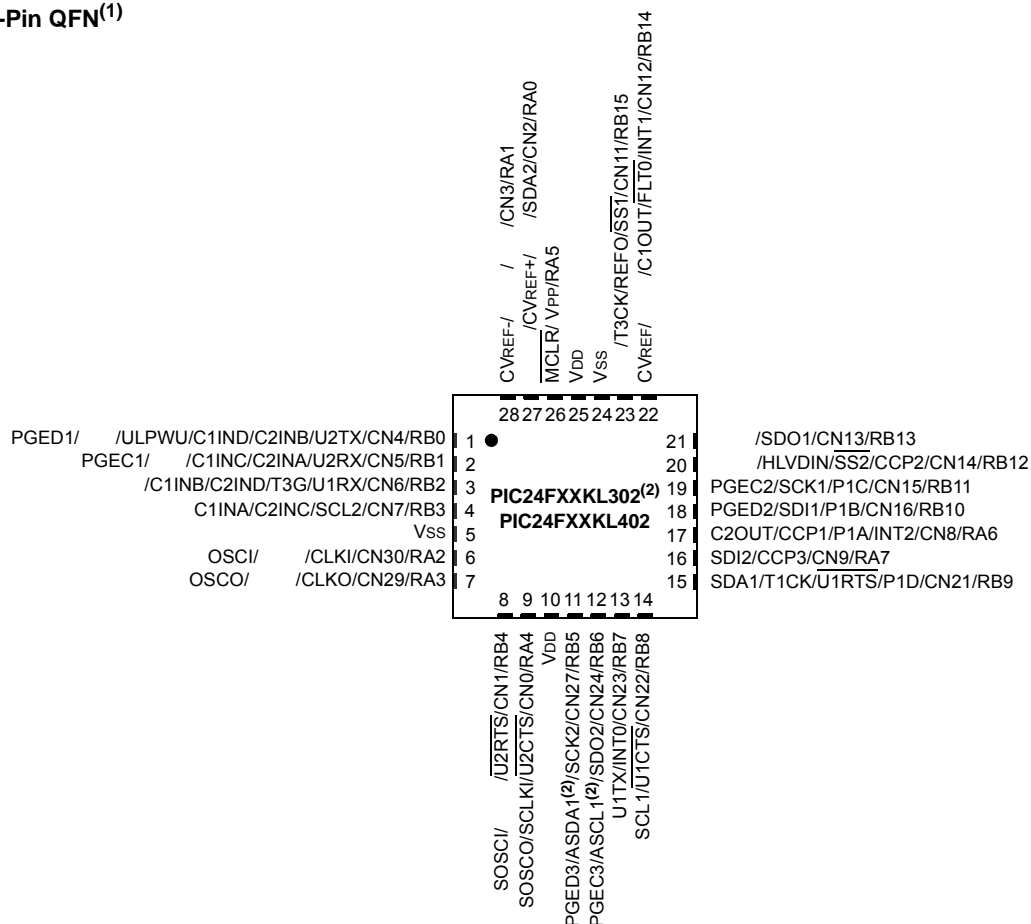 -Pin QFN(1)
CVREF-/ / /CN3/RA1
/CVREF+/ /SDA2/CN2/RA0
MCLR/ VPP/RA5
VDD
VSS
/T3CK/REFO/SS1/CN11/RB15
CVREF/ /C1OUT/FLT0/INT1/CN12/RB14
28 27 26 25 24 23 22
PGED1/ /ULPWU/C1IND/C2INB/U2TX/CN4/RB0 1
PGEC1/ /C1INC/C2INA/U2RX/CN5/RB1 2
/C1INB/C2IND/T3G/U1RX/CN6/RB2 3
C1INA/C2INC/SCL2/CN7/RB3 4
VSS 5
OSCI/ /CLKI/CN30/RA2 6
OSCO/ /CLKO/CN29/RA3 7
PIC24FXXKL302(2)
PIC24FXXKL402
21 /SDO1/CN13/RB13
20 /HLVDIN/SS2/CCP2/CN14/RB12
19 PGEC2/SCK1/P1C/CN15/RB11
18 PGED2/SDI1/P1B/CN16/RB10
17 C2OUT/CCP1/P1A/INT2/CN8/RA6
16 SDI2/CCP3/CN9/RA7
15 SDA1/T1CK/U1RTS/P1D/CN21/RB9
8 9 10 11 12 13 14
SOSCI/ /U2RTS/CN1/RB4
SOSCO/SCLKI/U2CTS/CN0/RA4
VDD
PGED3/ASDA1(2)/SCK2/CN27/RB5
PGEC3/ASCL1(2)/SDO2/CN24/RB6
U1TX/INT0/CN23/RB7
SCL1/U1CTS/CN22/RB8